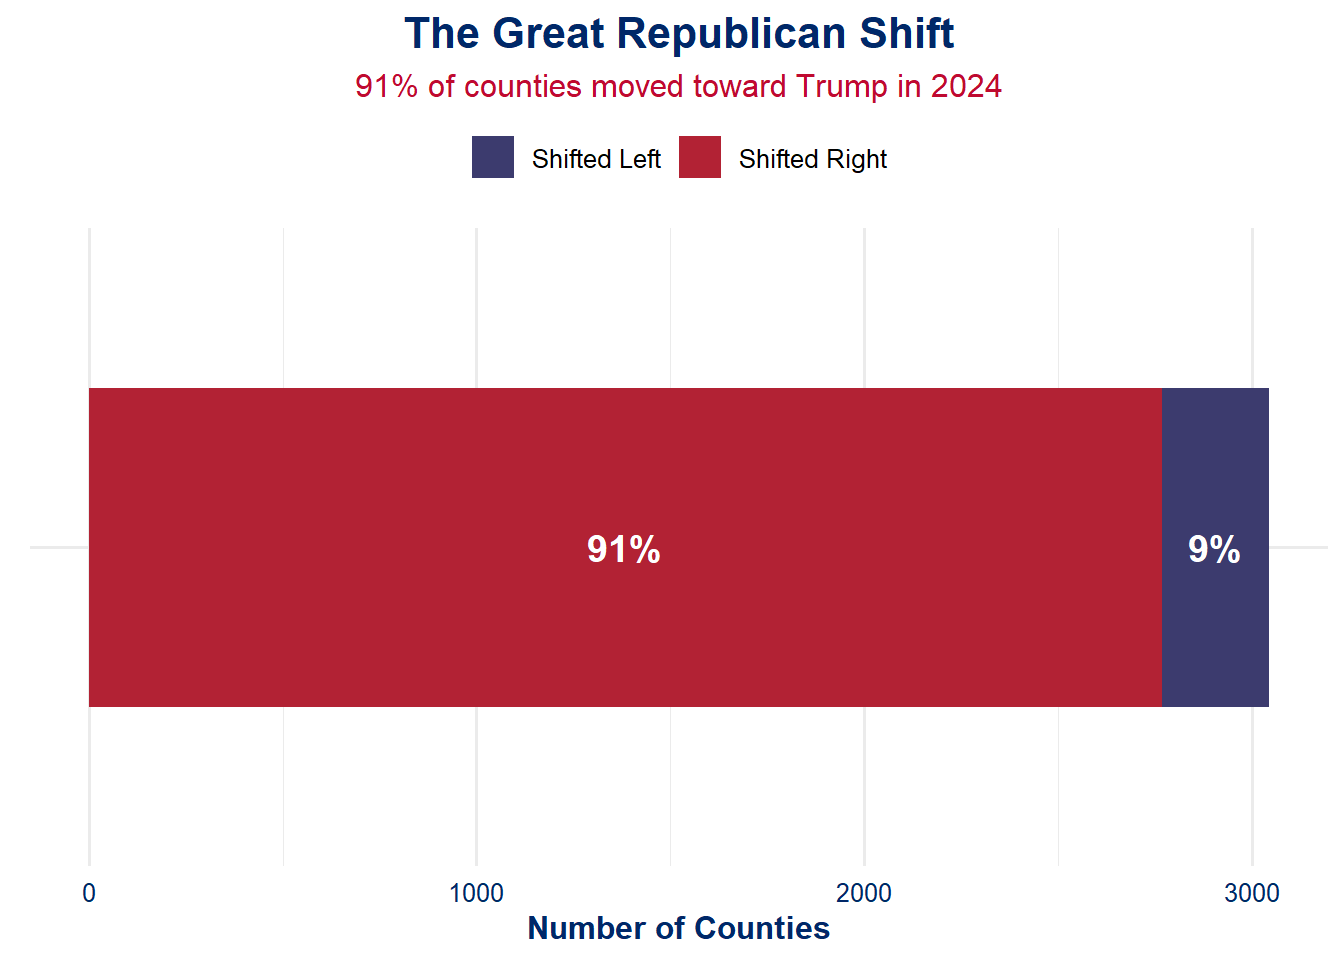 The Great Republican Shift
91% of counties moved toward Trump in 2024
Shifted Left Shifted Right
91% 9%
0 1000 2000 3000
Number of Counties